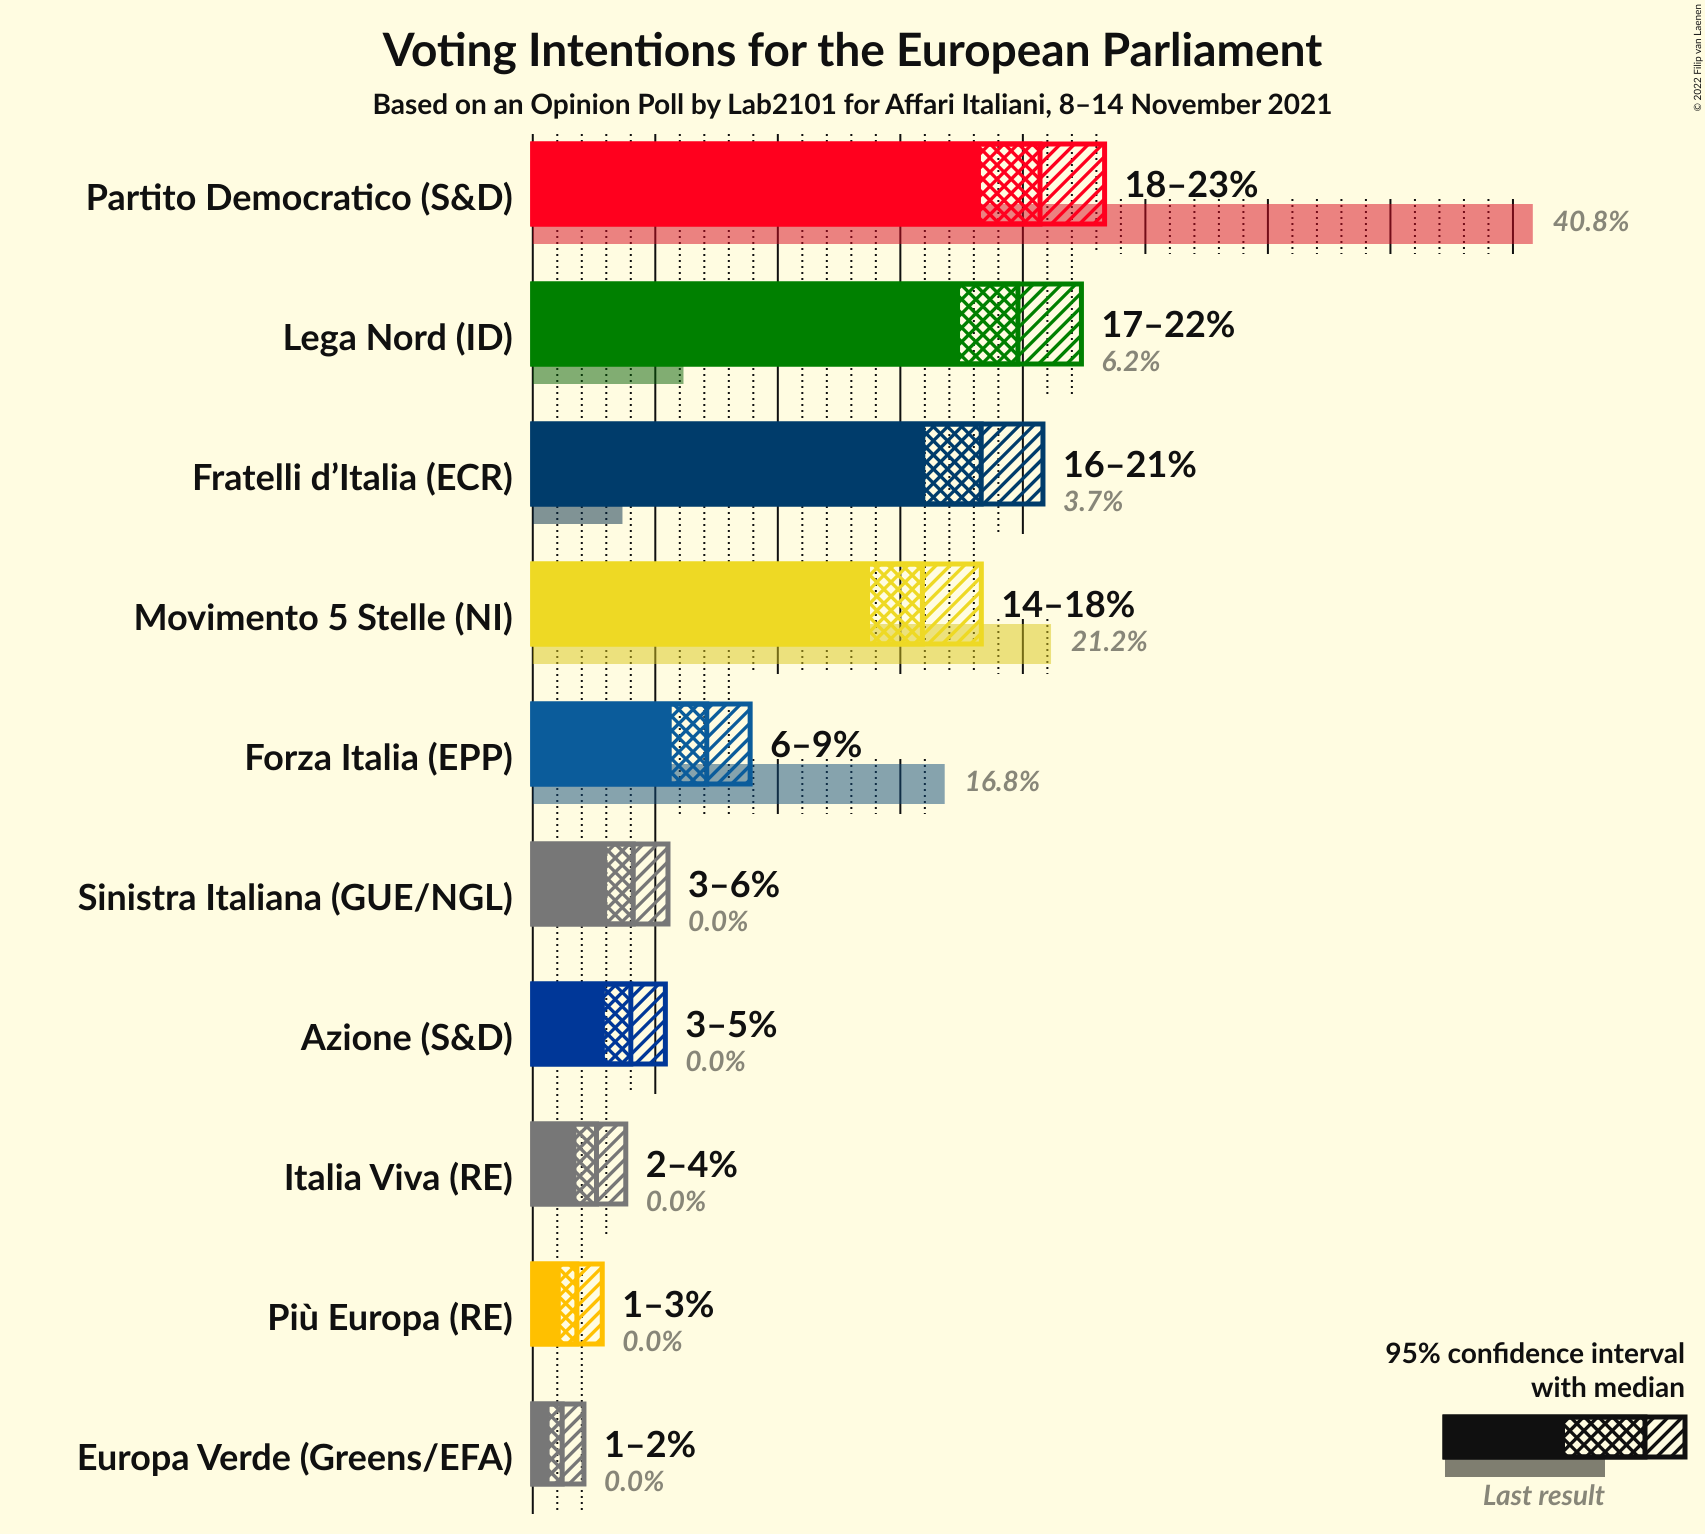 Voting Intentions for the European Parliament
Based on an Opinion Poll by Lab2101 for Affari Italiani, 8–14 November 2021
© 2022 Filip van Laenen
Partito Democratico (S&D)
18–23%
40.8%
Lega Nord (ID)
17–22%
6.2%
Fratelli d’Italia (ECR)
16–21%
3.7%
Movimento 5 Stelle (NI)
14–18%
21.2%
Forza Italia (EPP)
6–9%
16.8%
Sinistra Italiana (GUE/NGL)
3–6%
0.0%
Azione (S&D)
3–5%
0.0%
Italia Viva (RE)
2–4%
0.0%
Più Europa (RE)
1–3%
0.0%
Europa Verde (Greens/EFA)
1–2%
0.0%
95% confidence interval
with median
Last result